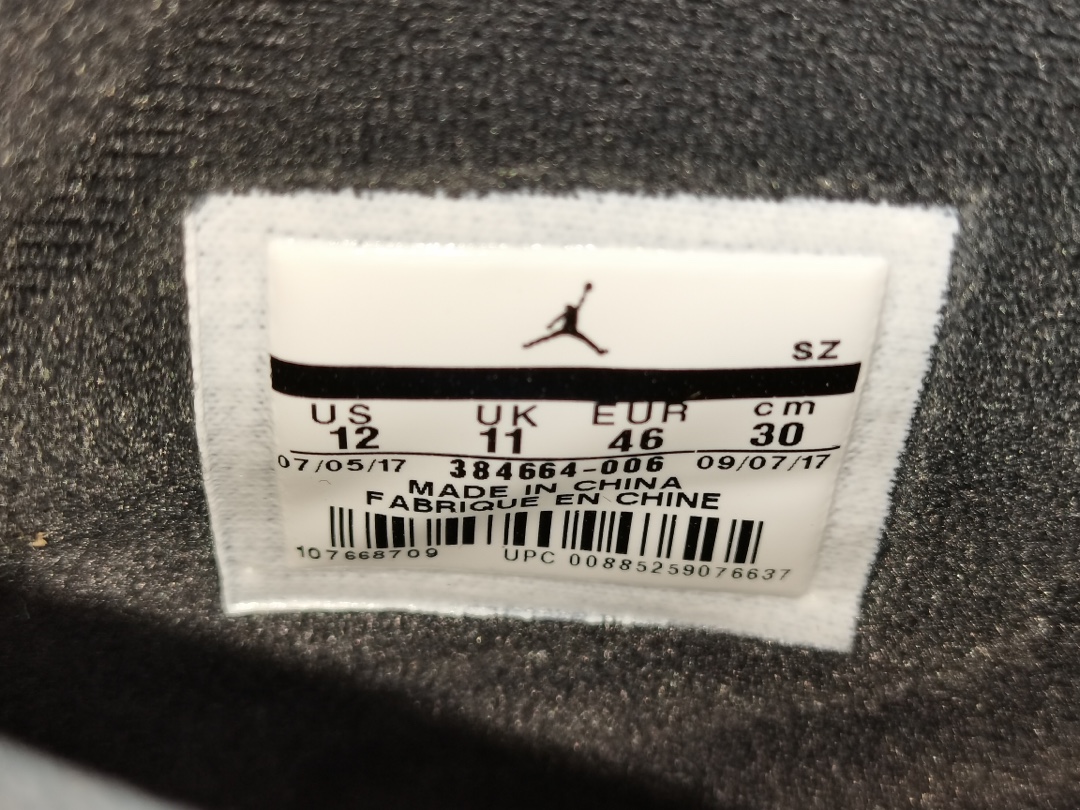 SZ
US UK EUR cm
12 11 46 30
07/05/17 384664-006 09/07/17
MADE IN CHINA
FABRIQUE EN CHINE
107668709 UPC 00885259076637